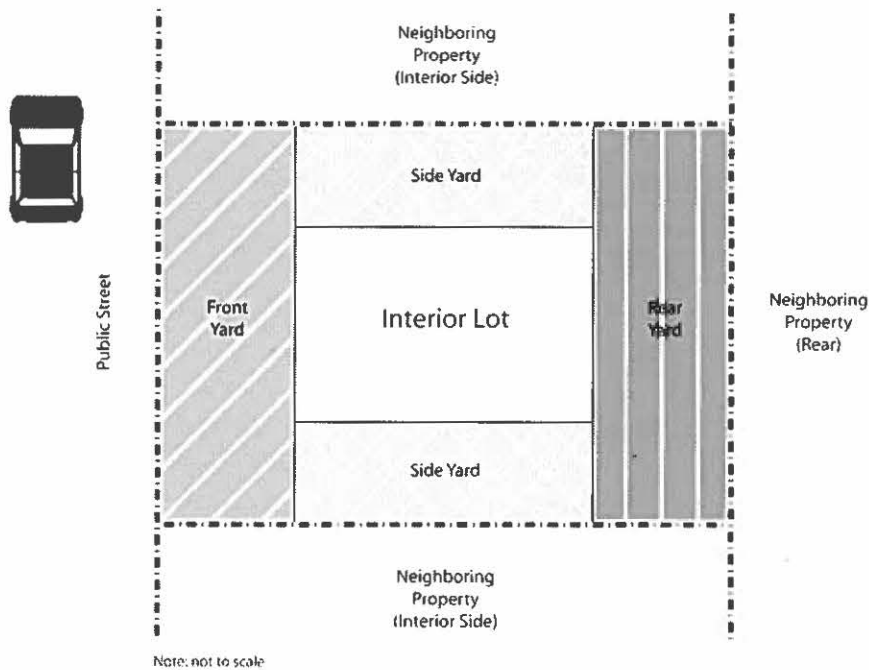 Neighboring
Property
(Interior Side)
Side Yard
Public Street
Front
Yard
Interior Lot
Rear
Yard
Neighboring
Property
(Rear)
Side Yard
Neighboring
Property
(Interior Side)
Note: not to scale